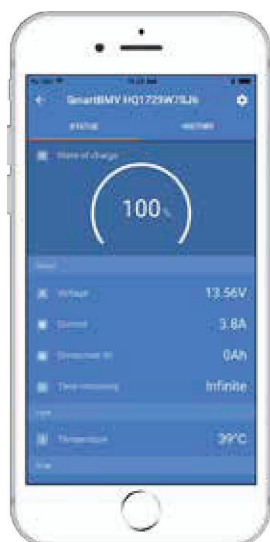 SmartBMV HQ1729W7SJ6
STATUS HISTORY
State of charge
100%
Voltage 13.56V
Current 3.8A
Consumed Ah 0Ah
Time remaining Infinite
Temperature 39°C